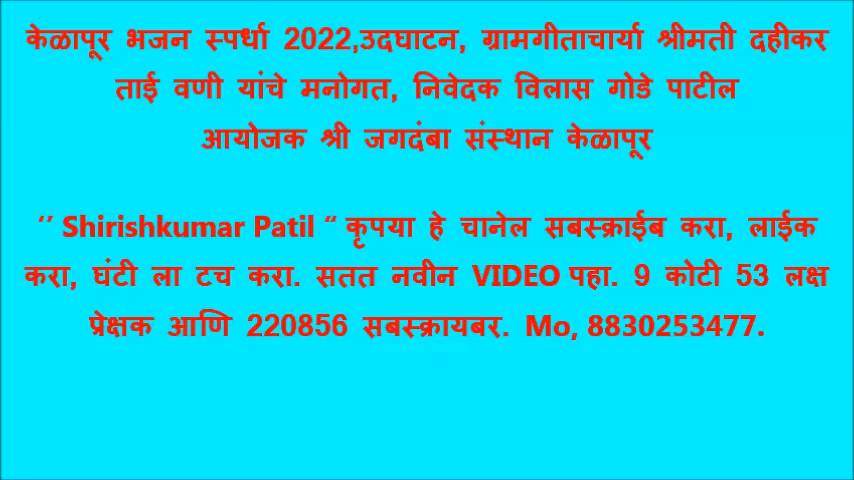 केळापूर भजन स्पर्धा 2022,उदघाटन, ग्रामगीताचार्या श्रीमती दहीकर
ताई वणी यांचे मनोगत, निवेदक विलास गोडे पाटील
आयोजक श्री जगदंबा संस्थान केळापूर
‘’ Shirishkumar Patil “ कृपया हे चानेल सबस्क्राईब करा, लाईक
करा, घंटी ला टच करा. सतत नवीन VIDEO पहा. 9 कोटी 53 लक्ष
प्रेक्षक आणि 220856 सबस्क्रायबर. Mo, 8830253477.